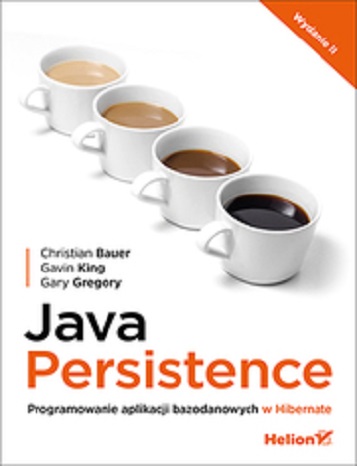 Wydanie II
Christian Bauer
Gavin King
Gary Gregory
Java
Persistence
Programowanie aplikacji bazodanowych w Hibernate
Helion